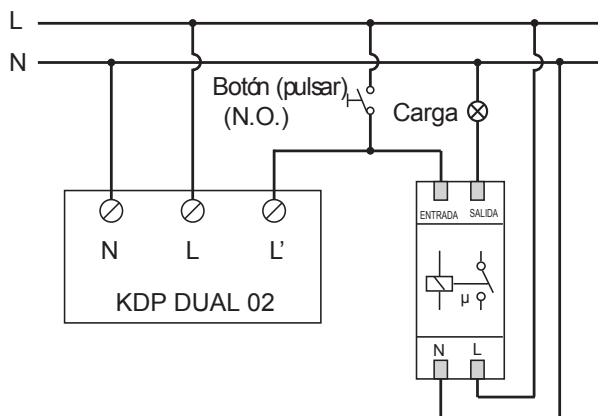 L
N
Botón (pulsar)
(N.O.)
Carga
ENTRADA SALIDA
N L L'
KDP DUAL 02
µ
N L